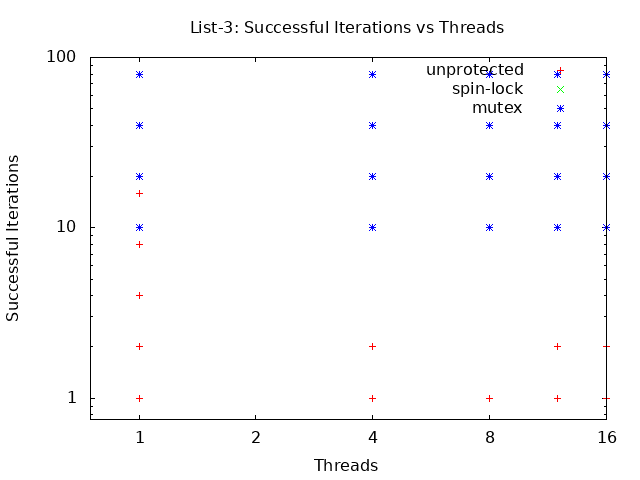 List-3: Successful Iterations vs Threads
100
unprotected
spin-lock
mutex
Successful Iterations
10
1
1 2 4 8 16
Threads